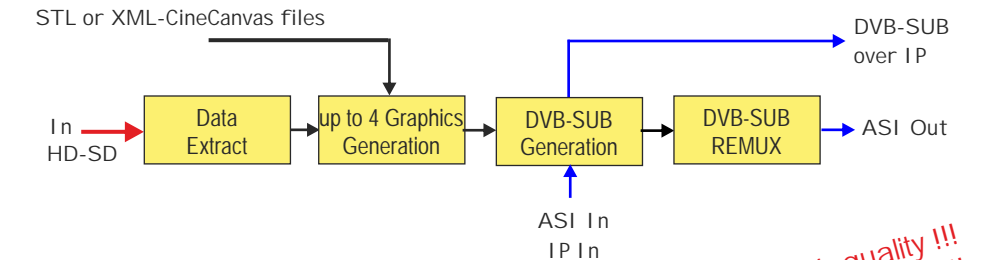 STL or XML-CineCanvas files
DVB-SUB
over IP
In
HD-SD
Data
Extract
up to 4 Graphics
Generation
DVB-SUB
Generation
DVB-SUB
REMUX
ASI Out
ASI In
IP In
quality !!!